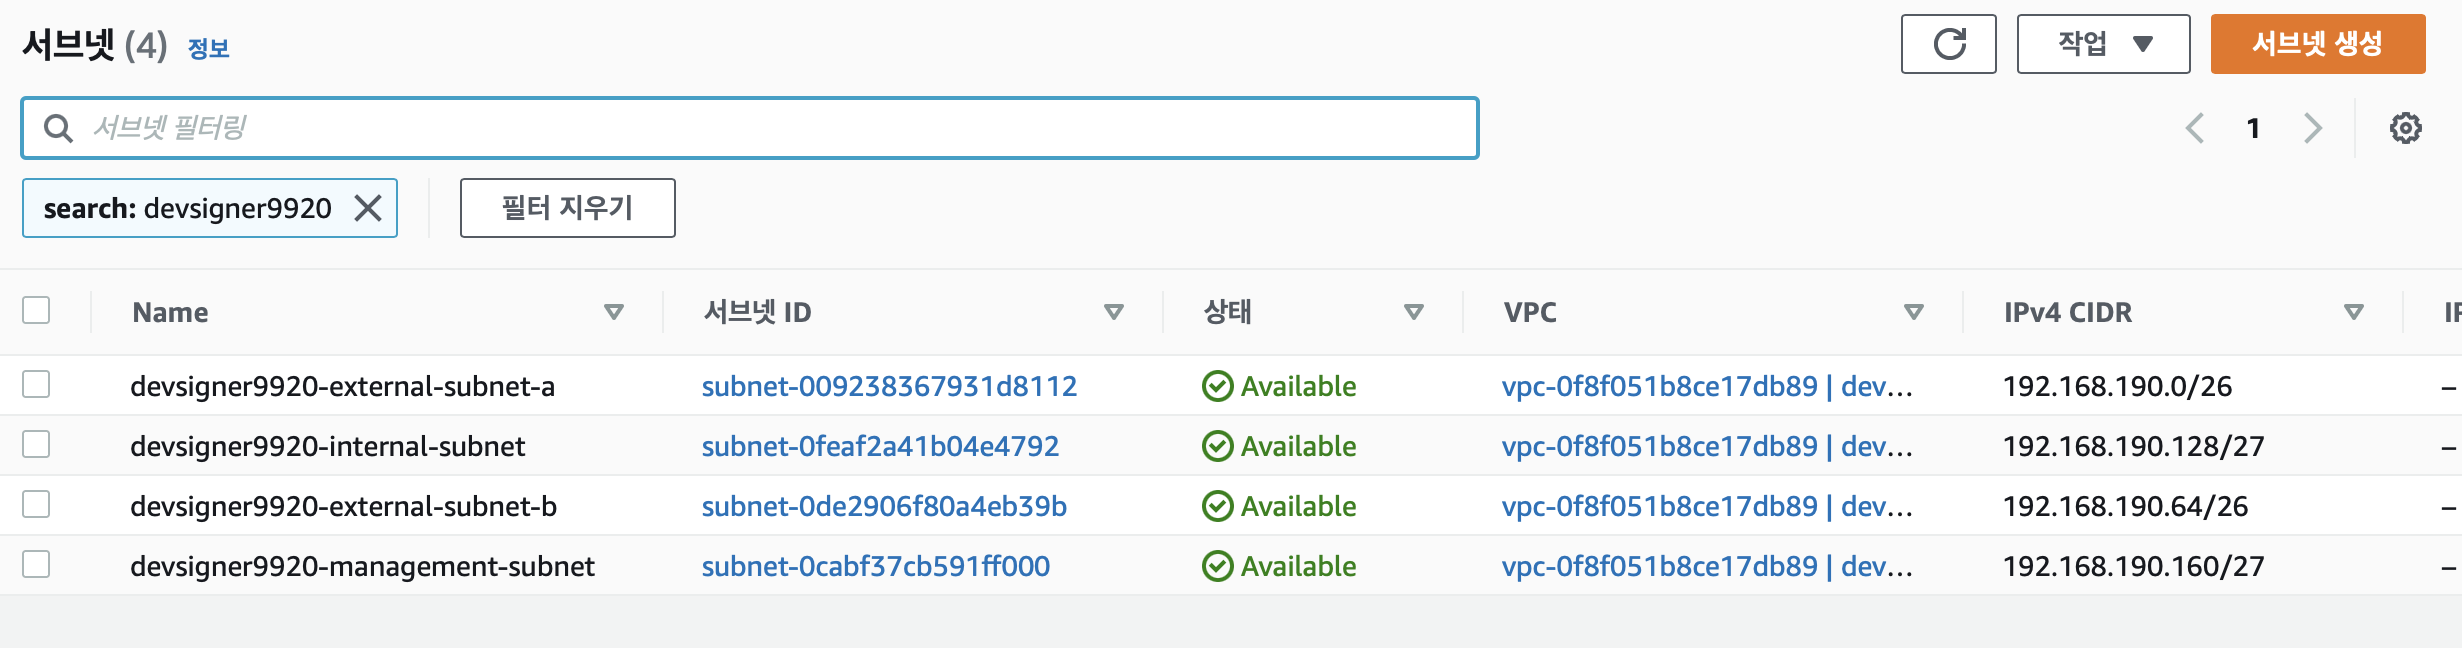 서브넷 (4) 정보
작업 서브넷 생성
서브넷 필터링
1
search: devsigner9920
필터 지우기
Name 서브넷 ID 상태 VPC IPv4 CIDR
devsigner9920-external-subnet-a subnet-009238367931d8112 Available vpc-0f8f051b8ce17db89 | dev... 192.168.190.0/26 –
devsigner9920-internal-subnet subnet-0feaf2a41b04e4792 Available vpc-0f8f051b8ce17db89 | dev... 192.168.190.128/27 –
devsigner9920-external-subnet-b subnet-0de2906f80a4eb39b Available vpc-0f8f051b8ce17db89 | dev... 192.168.190.64/26 –
devsigner9920-management-subnet subnet-0cabf37cb591ff000 Available vpc-0f8f051b8ce17db89 | dev... 192.168.190.160/27 –